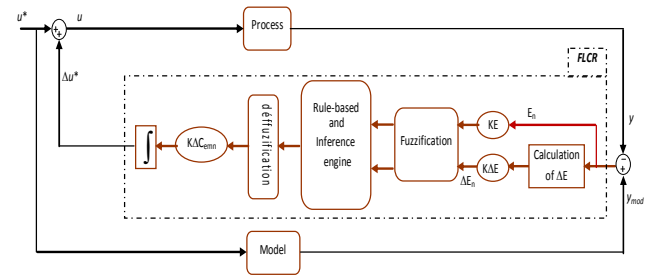 u*
u
Process
FLCR
Δu*
y
∫
KΔCemn
déffuzification
Rule-based
and
Inference
engine
Fuzzification
KE
En
KΔE
ΔEn
Calculation
of ΔE
ymod
Model